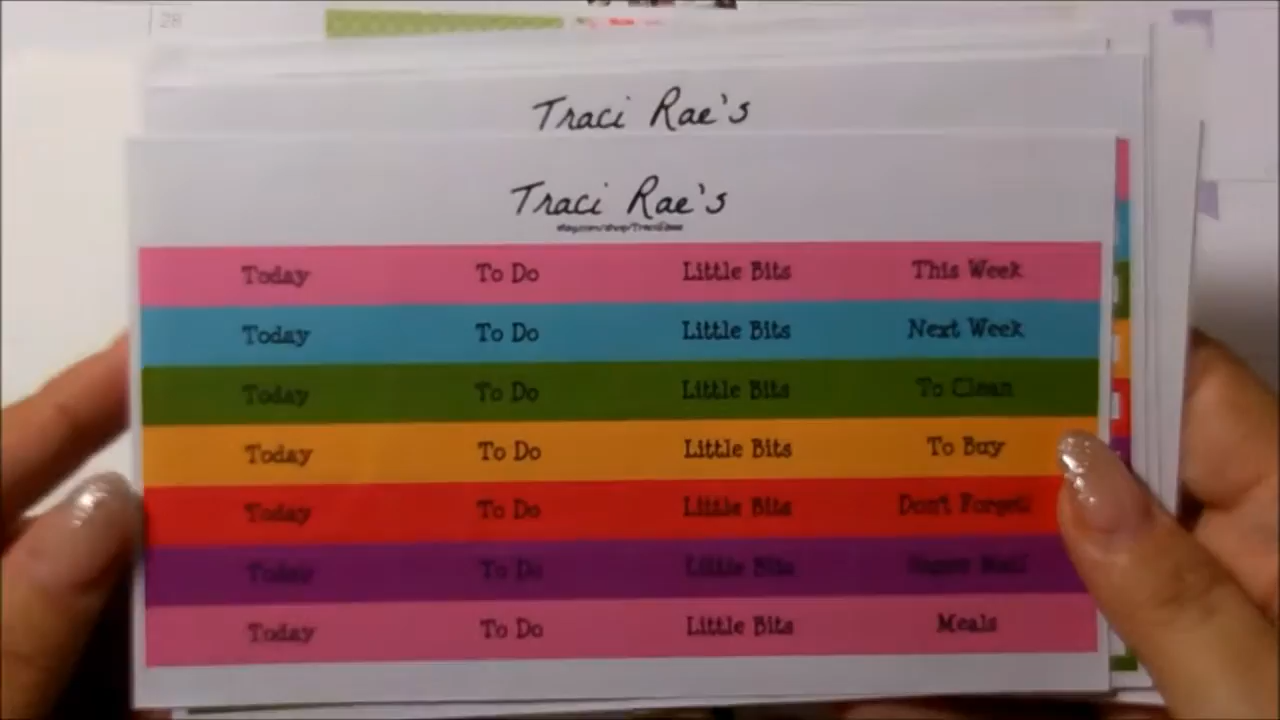 28
Traci Rae's
Traci Rae's
Today To Do Little Bits This Week
Today To Do Little Bits Next Week
Today To Do Little Bits To Clean
Today To Do Little Bits To Buy
Today To Do Little Bits Don't Forget!
Today To Do Little Bits
Today To Do Little Bits Meals